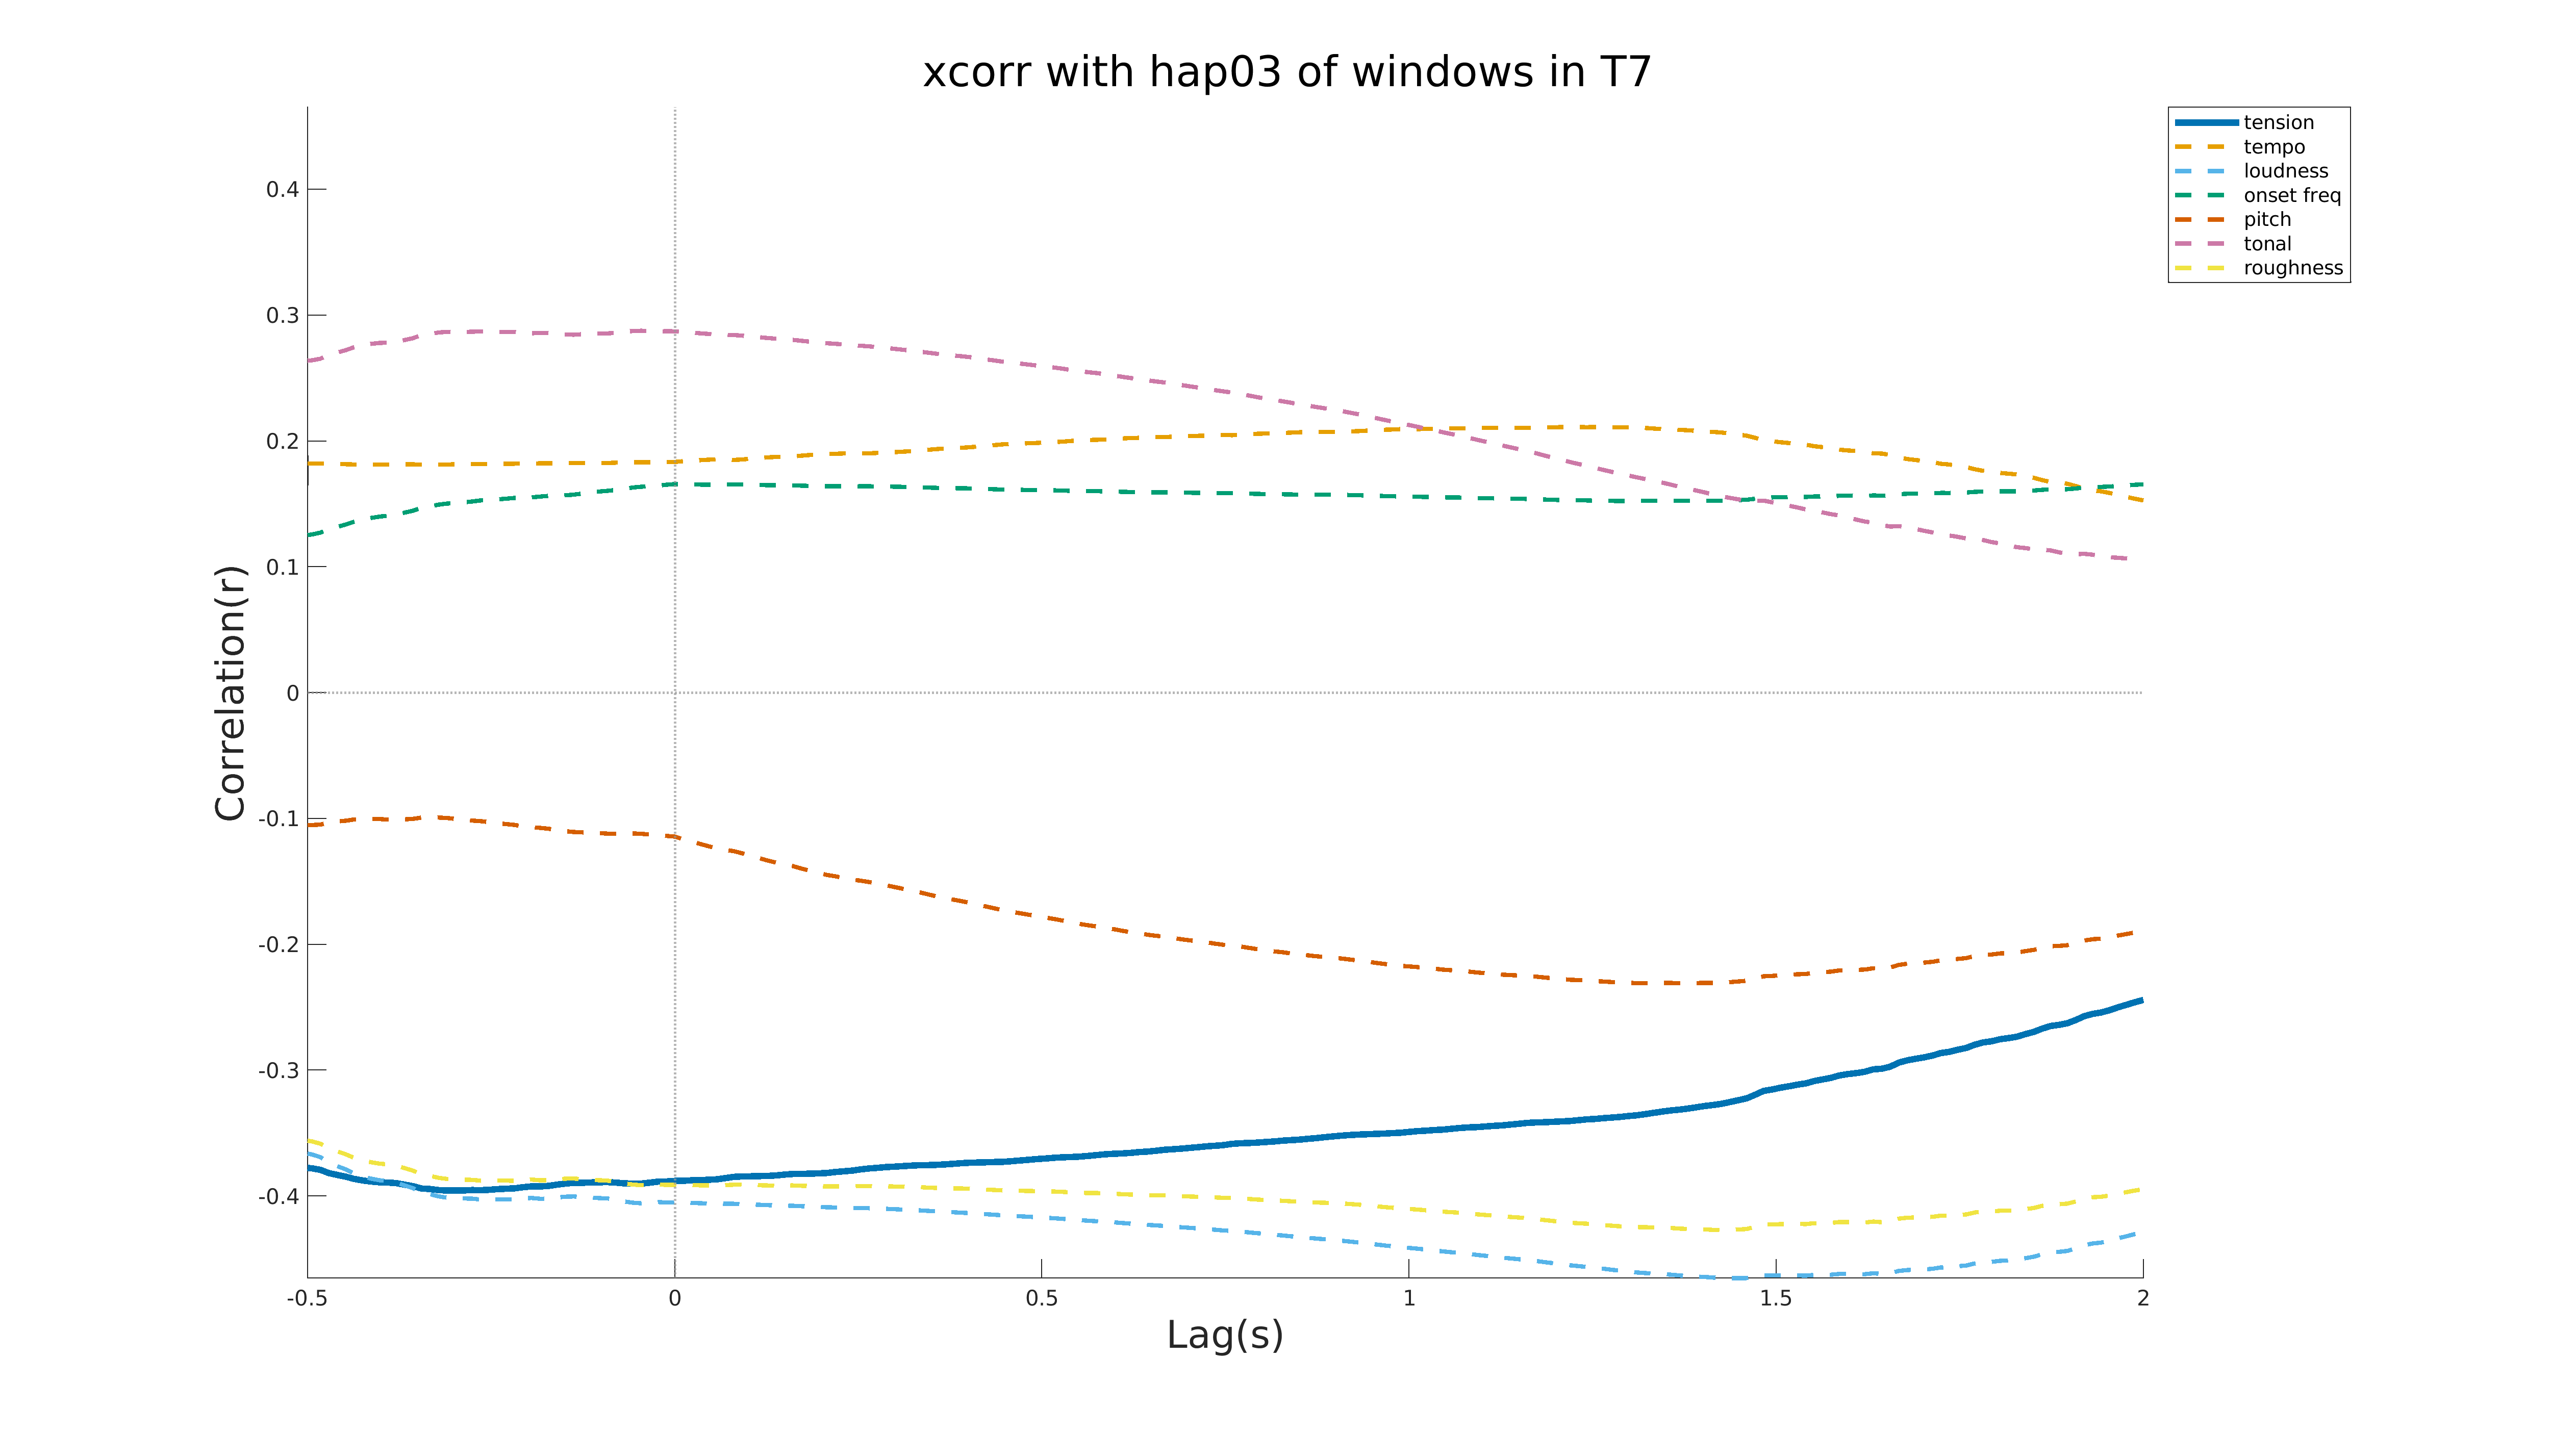 xcorr with hap03 of windows in T7
tension
tempo
loudness
onset freq
pitch
tonal
roughness
Correlation(r)
0.4
0.3
0.2
0.1
0
-0.1
-0.2
-0.3
-0.4
-0.5
0
0.5
1
1.5
2
Lag(s)